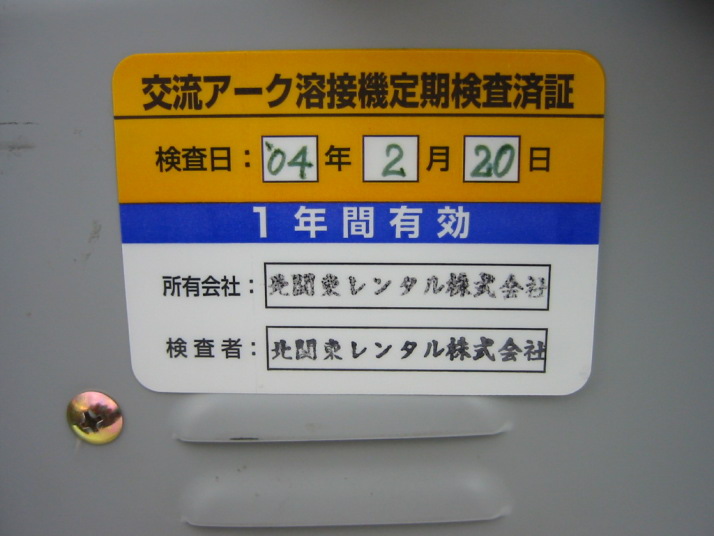 交流アーク溶接機定期検査済証
検査日：'04年2月20日
1年間有効
所有会社：北関東レンタル株式会社
検査者：北関東レンタル株式会社